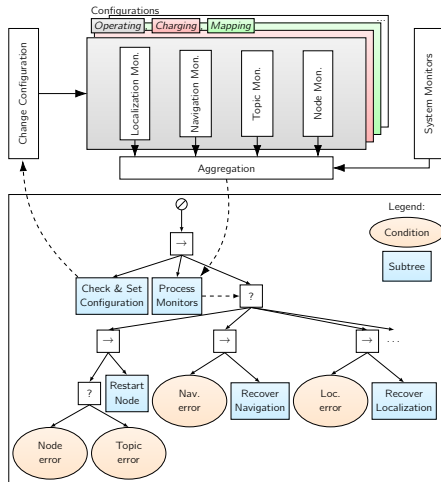 Configurations
Operating
Charging
Mapping
...
Change Configuration
Localization Mon.
Navigation Mon.
Topic Mon.
Node Mon.
System Monitors
Aggregation
Legend:
Condition
Subtree
→
Check & Set
Configuration
Process
Monitors
?
→
→
→
...
?
Restart
Node
Nav.
error
Recover
Navigation
Loc.
error
Recover
Localization
Node
error
Topic
error